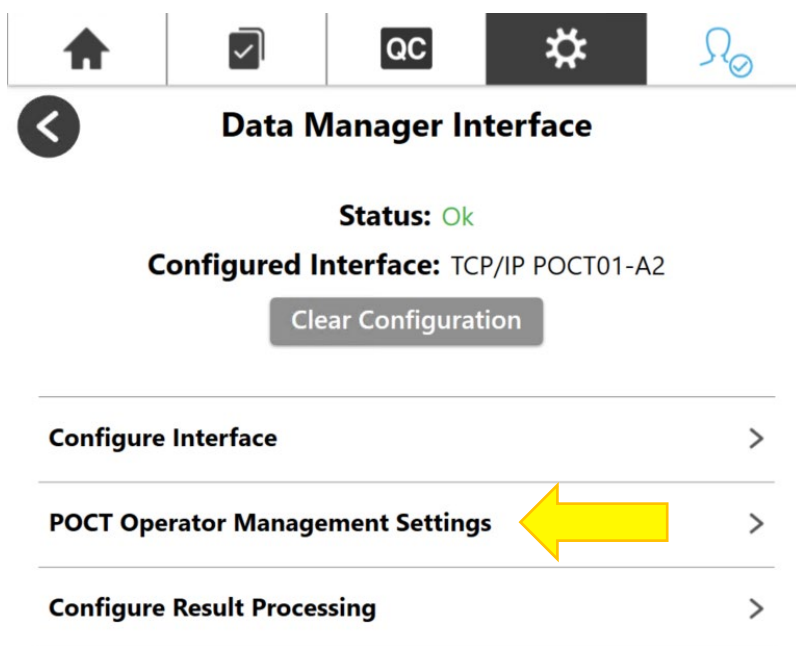 QC
Data Manager Interface
Status: Ok
Configured Interface: TCP/IP POCT01-A2
Clear Configuration
Configure Interface
POCT Operator Management Settings
Configure Result Processing